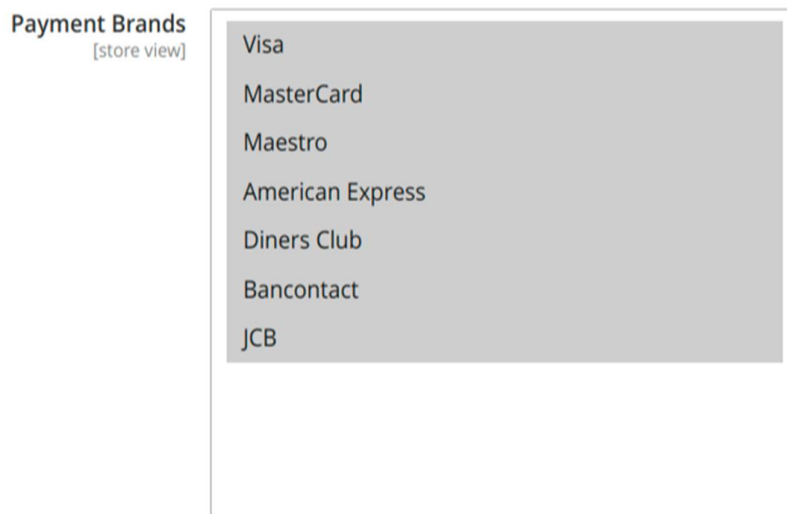 Payment Brands
[store view]
Visa
MasterCard
Maestro
American Express
Diners Club
Bancontact
JCB